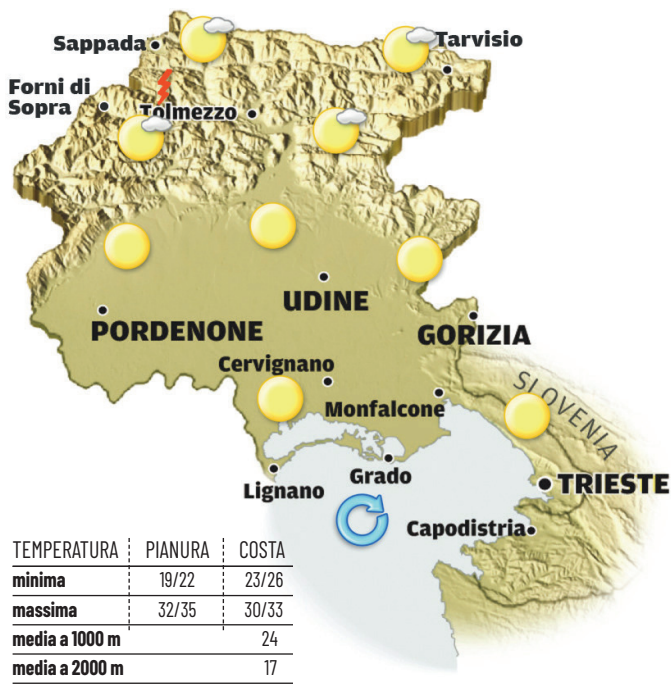 Sappada
Tarvisio
Forni di
Sopra
Tolmezzo
UDINE
PORDENONE
GORIZIA
Cervignano
SLOVENIA
Monfalcone
Grado
Lignano
TRIESTE
Capodistria
TEMPERATURA PIANURA COSTA
minima 19/22 23/26
massima 32/35 30/33
media a 1000 m 24
media a 2000 m 17